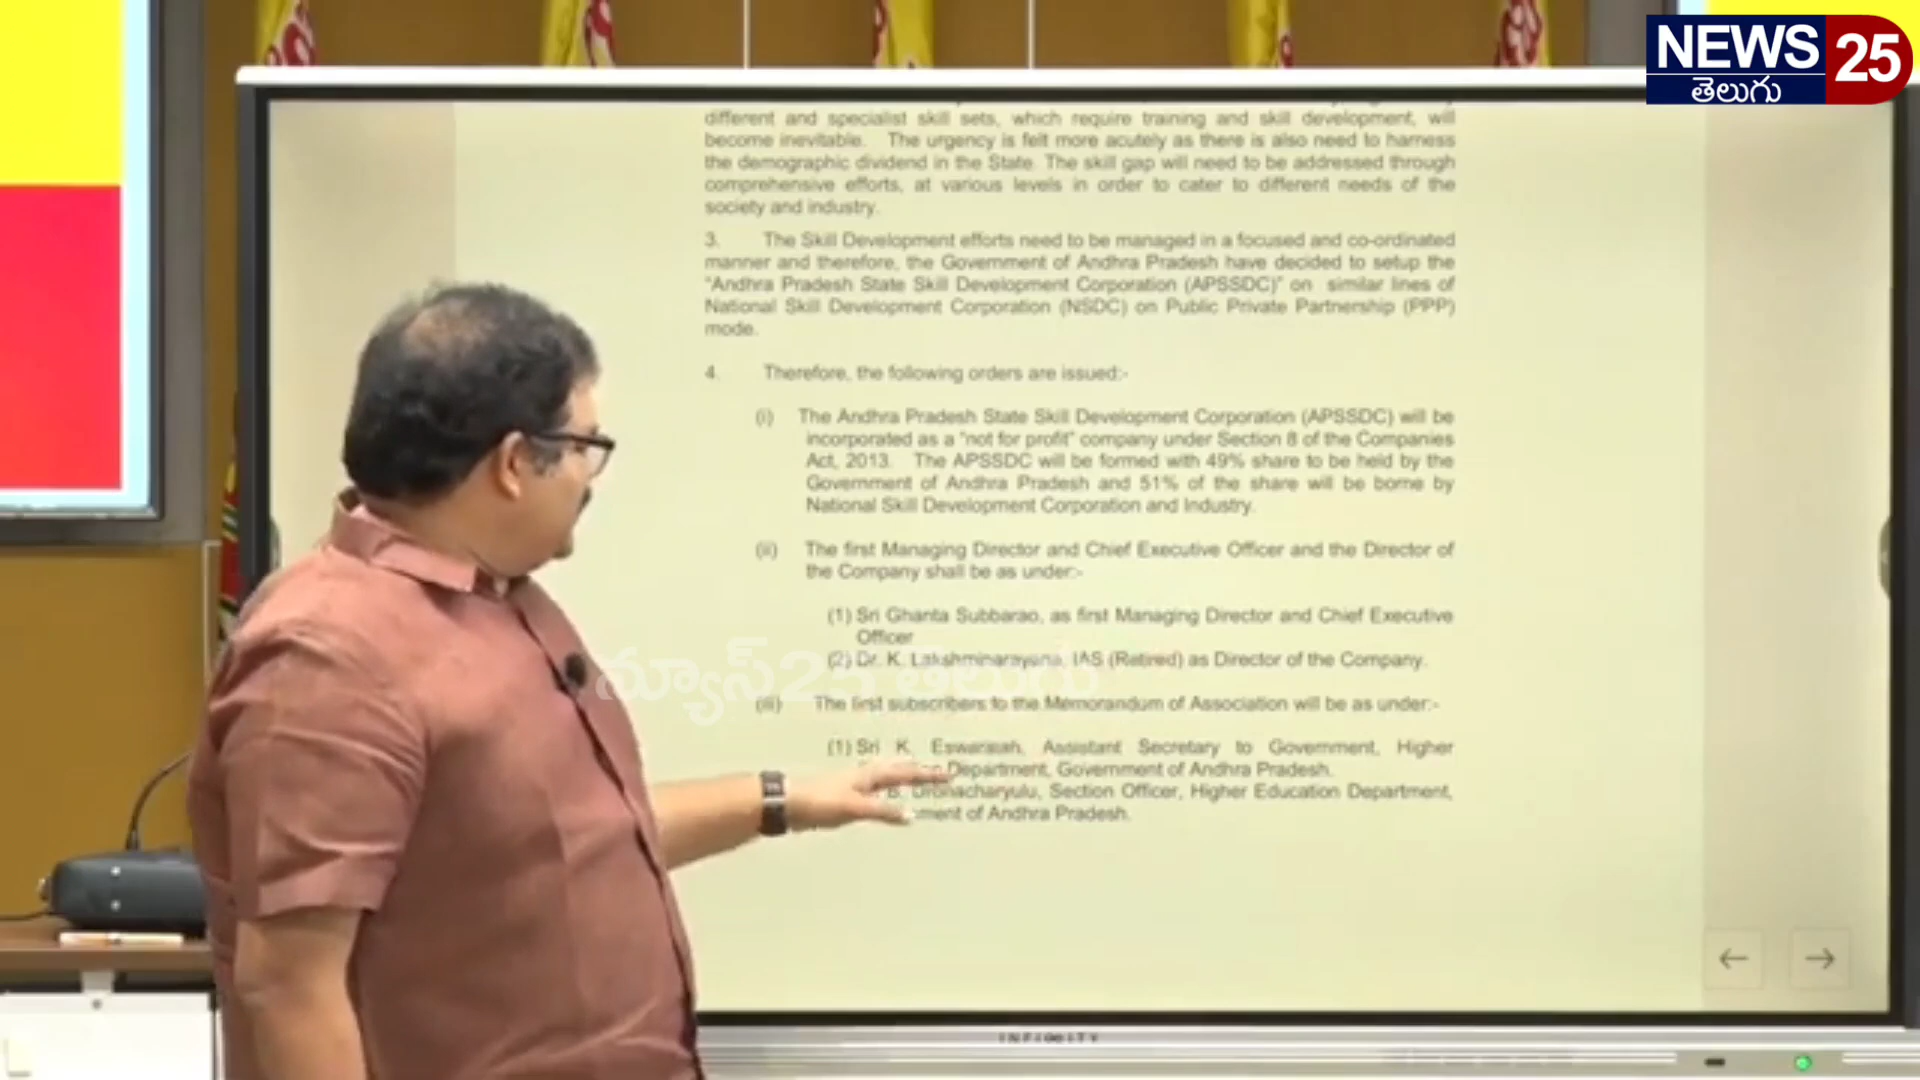 NEWS 25
తెలుగు
different and specialist skill sets, which require training and skill development, will
become inevitable. The urgency is felt more acutely as there is also need to harness
the demographic dividend in the State. The skill gap will need to be addressed through
comprehensive efforts, at various levels in order to cater to different needs of the
society and industry.
3. The Skill Development efforts need to be managed in a focused and co-ordinated
manner and therefore, the Government of Andhra Pradesh have decided to setup the
"Andhra Pradesh State Skill Development Corporation (APSSDC)" on similar lines of
National Skill Development Corporation (NSDC) on Public Private Partnership (PPP)
mode.
4. Therefore, the following orders are issued:-
(i) The Andhra Pradesh State Skill Development Corporation (APSSDC) will be
incorporated as a "not for profit" company under Section 8 of the Companies
Act, 2013. The APSSDC will be formed with 49% share to be held by the
Government of Andhra Pradesh and 51% of the share will be borne by
National Skill Development Corporation and Industry.
(ii) The first Managing Director and Chief Executive Officer and the Director of
the Company shall be as under:-
(1) Sri Ghanta Subbarao, as first Managing Director and Chief Executive
Officer
(2) Dr. K. Lakshminarayana, IAS (Retired) as Director of the Company.
న్యూస్25 తెలుగు
(iii) The first subscribers to the Memorandum of Association will be as under:-
(1) Sri K. Eswaraiah, Assistant Secretary to Government, Higher
Department, Government of Andhra Pradesh.
B. Dronacharyulu, Section Officer, Higher Education Department,
of Andhra Pradesh.
INFINITY